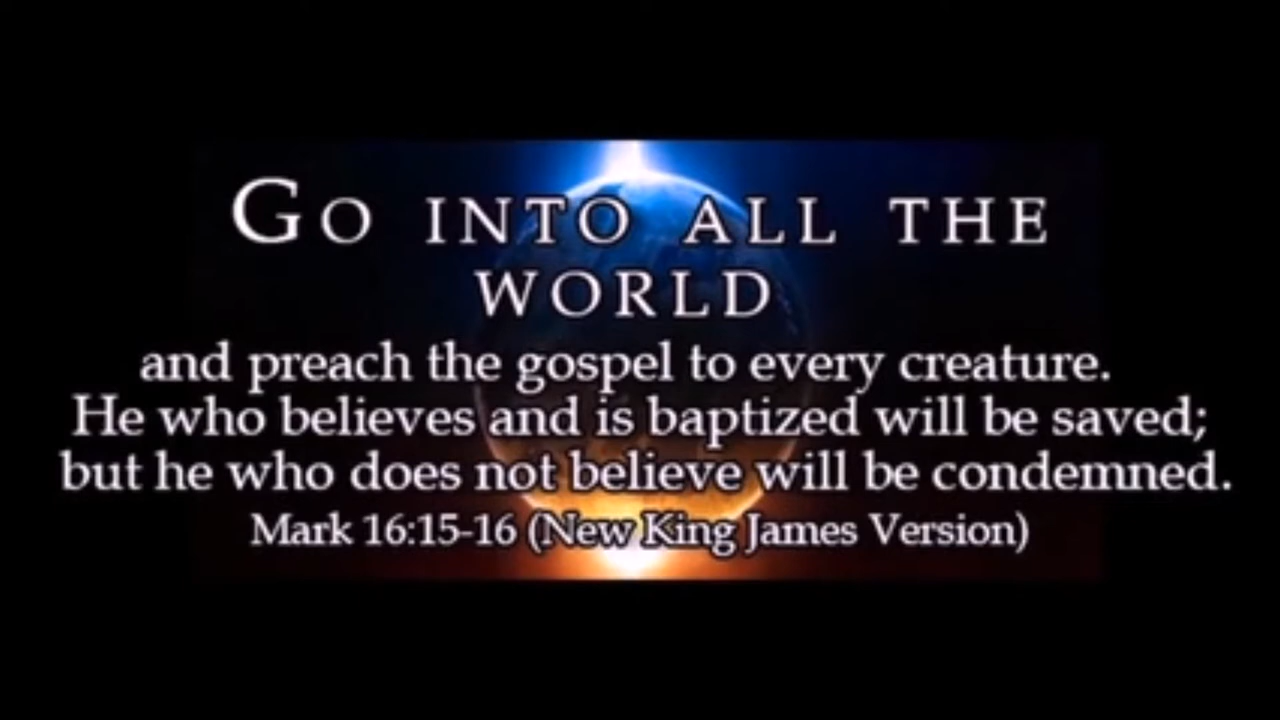 GO INTO ALL THE
WORLD
and preach the gospel to every creature.
He who believes and is baptized will be saved;
but he who does not believe will be condemned.
Mark 16:15-16 (New King James Version)